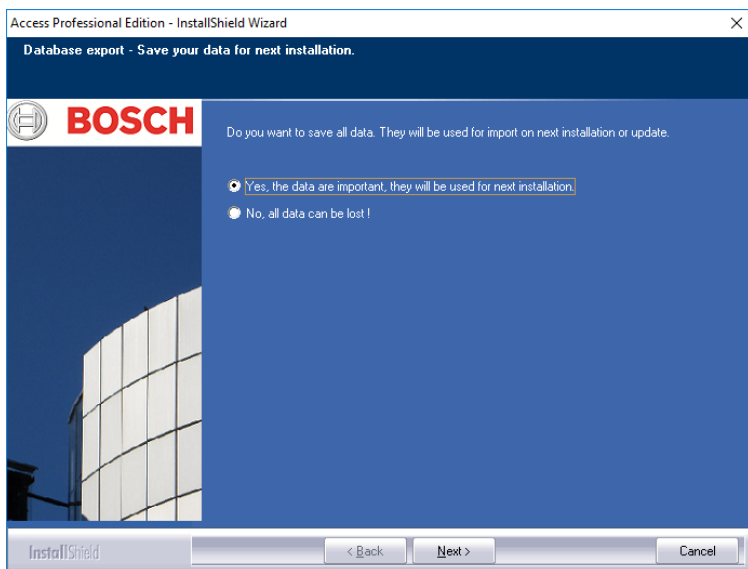 Access Professional Edition - InstallShield Wizard
Database export - Save your data for next installation.
BOSCH
Do you want to save all data. They will be used for import on next installation or update.
Yes, the data are important, they will be used for next installation.
No, all data can be lost !
InstallShield
< Back
Next >
Cancel